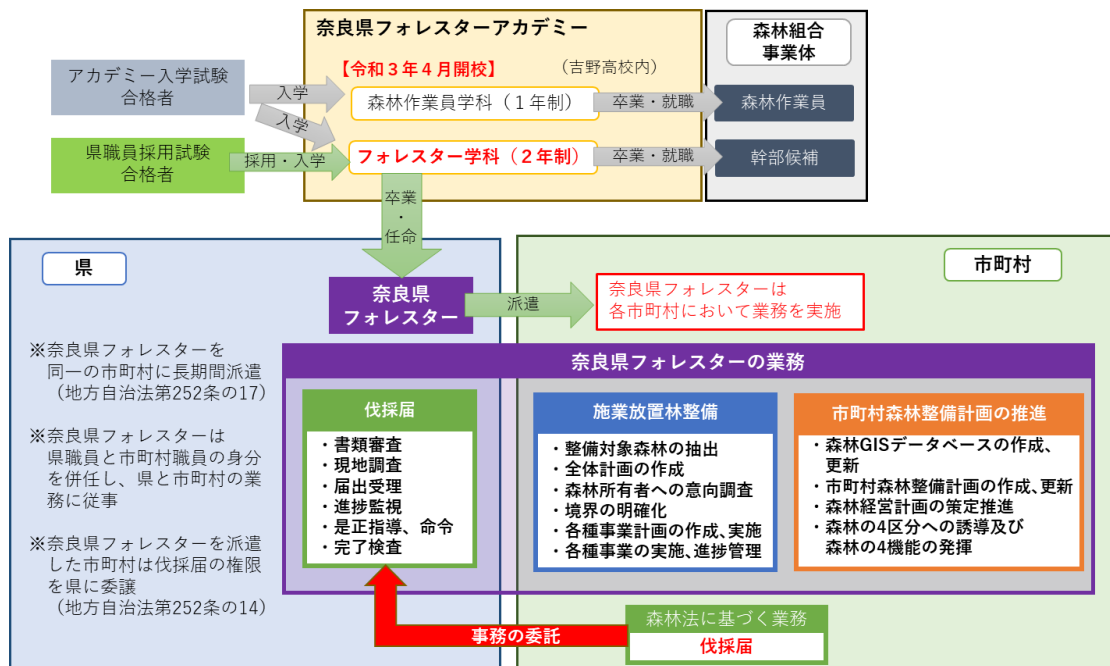 奈良県フォレスターアカデミー
【令和３年４月開校】
（吉野高校内）
森林組合
事業体
アカデミー入学試験
合格者
入学
入学
森林作業員学科（１年制）
卒業・就職
森林作業員
県職員採用試験
合格者
採用・入学
フォレスター学科（２年制）
卒業・就職
幹部候補
卒業
・
任命
県
市町村
奈良県
フォレスター
派遣
奈良県フォレスターは
各市町村において業務を実施
※奈良県フォレスターを
同一の市町村に長期間派遣
（地方自治法第252条の17）
※奈良県フォレスターは
県職員と市町村職員の身分
を併任し、県と市町村の業
務に従事
※奈良県フォレスターを派遣
した市町村は伐採届の権限
を県に委譲
（地方自治法第252条の14）
奈良県フォレスターの業務
伐採届
・書類審査
・現地調査
・届出受理
・進捗監視
・是正指導、命令
・完了検査
施業放置林整備
・整備対象森林の抽出
・全体計画の作成
・森林所有者への意向調査
・境界の明確化
・各種事業計画の作成、実施
・各種事業の実施、進捗管理
市町村森林整備計画の推進
・森林GISデータベースの作成、
更新
・市町村森林整備計画の作成、更新
・森林経営計画の策定推進
・森林の4区分への誘導及び
森林の4機能の発揮
事務の委託
森林法に基づく業務
伐採届